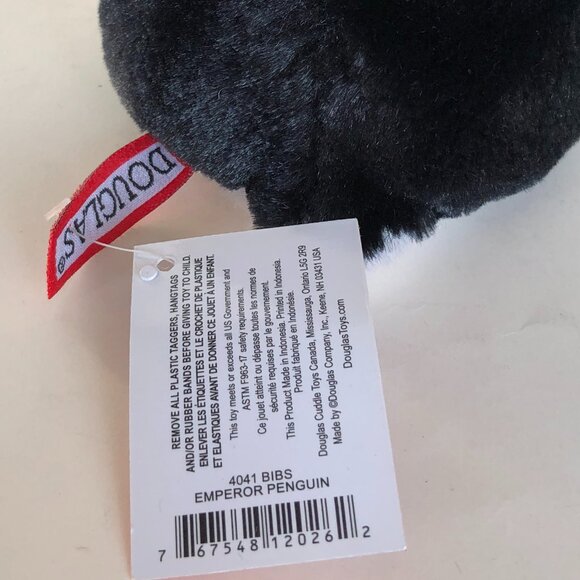 DOUGLAS®
REMOVE ALL PLASTIC TAGGERS, HANGTAGS
AND/OR RUBBER BANDS BEFORE GIVING TOY TO CHILD.
ENLEVER LES ÉTIQUETTES ET LE CROCHET DE PLASTIQUE
ET ELASTIQUES AVANT DE DONNER CE JOUET À UN ENFANT.
This toy meets or exceeds all US Government and
ASTM F963-17 safety requirements.
Ce jouet atteint ou dépasse toutes les normes de
sécurité requises par le gouvernement.
This Product Made in Indonesia. Printed in Indonesia.
Produit fabriqué en Indonésie.
Douglas Cuddle Toys Canada, Mississauga, Ontario L5G 2R9
Made by ©Douglas Company, Inc., Keene, NH 03431 USA
DouglasToys.com
4041 BIBS
EMPEROR PENGUIN
7 67548 12026 2